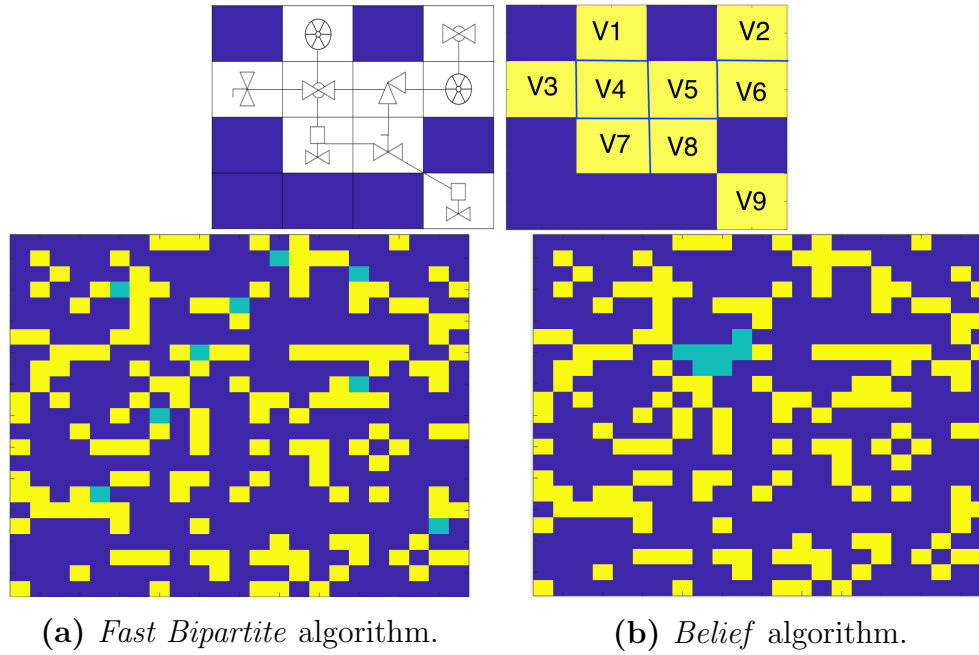 V1 V2
V3 V4 V5 V6
V7 V8
V9
(a) Fast Bipartite algorithm.
(b) Belief algorithm.